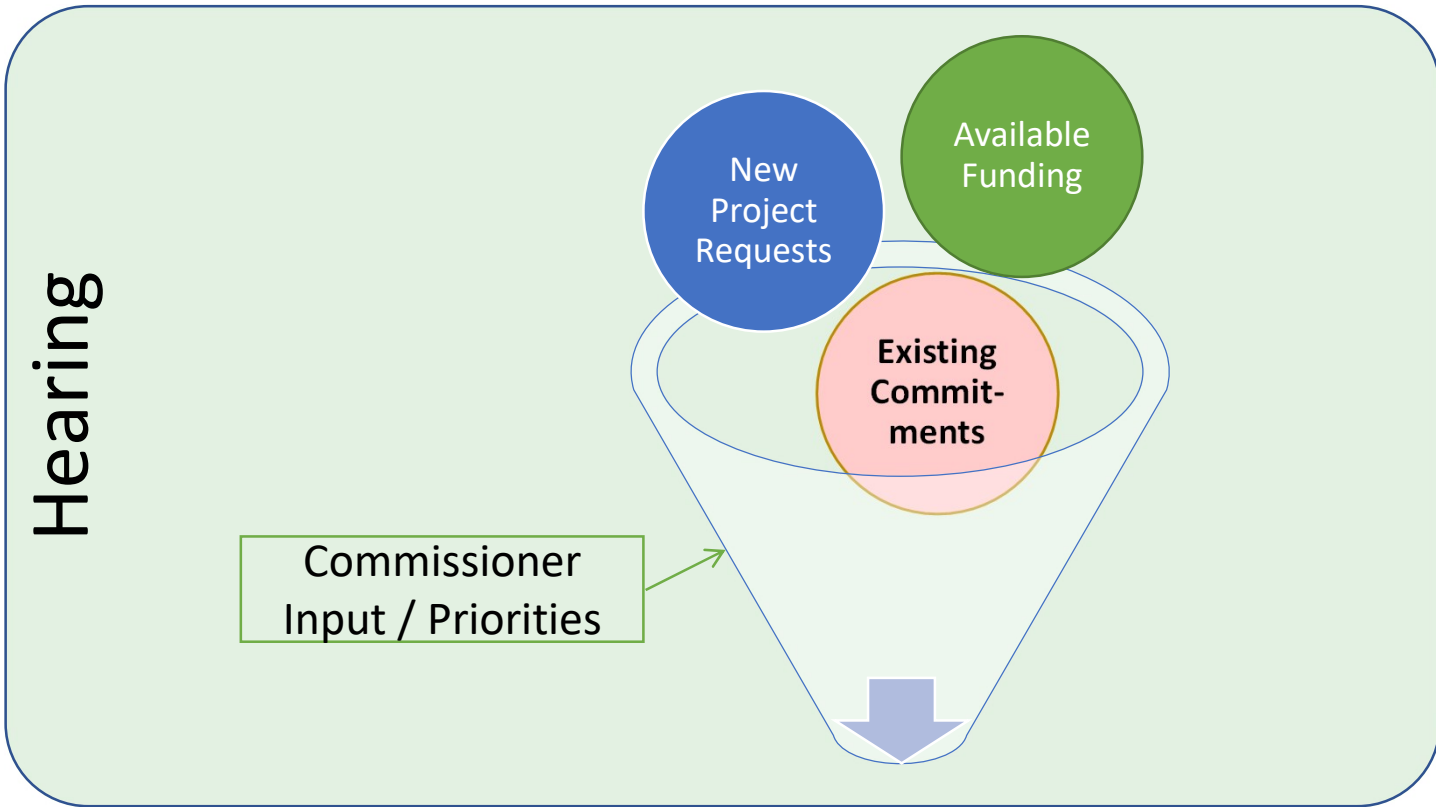 Hearing
New
Project
Requests
Available
Funding
Existing
Commit-
ments
Commissioner
Input / Priorities